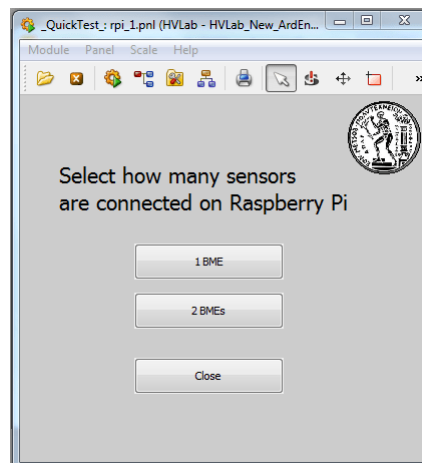 _QuickTest_: rpi_1.pnl (HVLab - HVLab_New_ArdEn...
Module Panel Scale Help
»
Select how many sensors
are connected on Raspberry Pi
1 BME
2 BMEs
Close